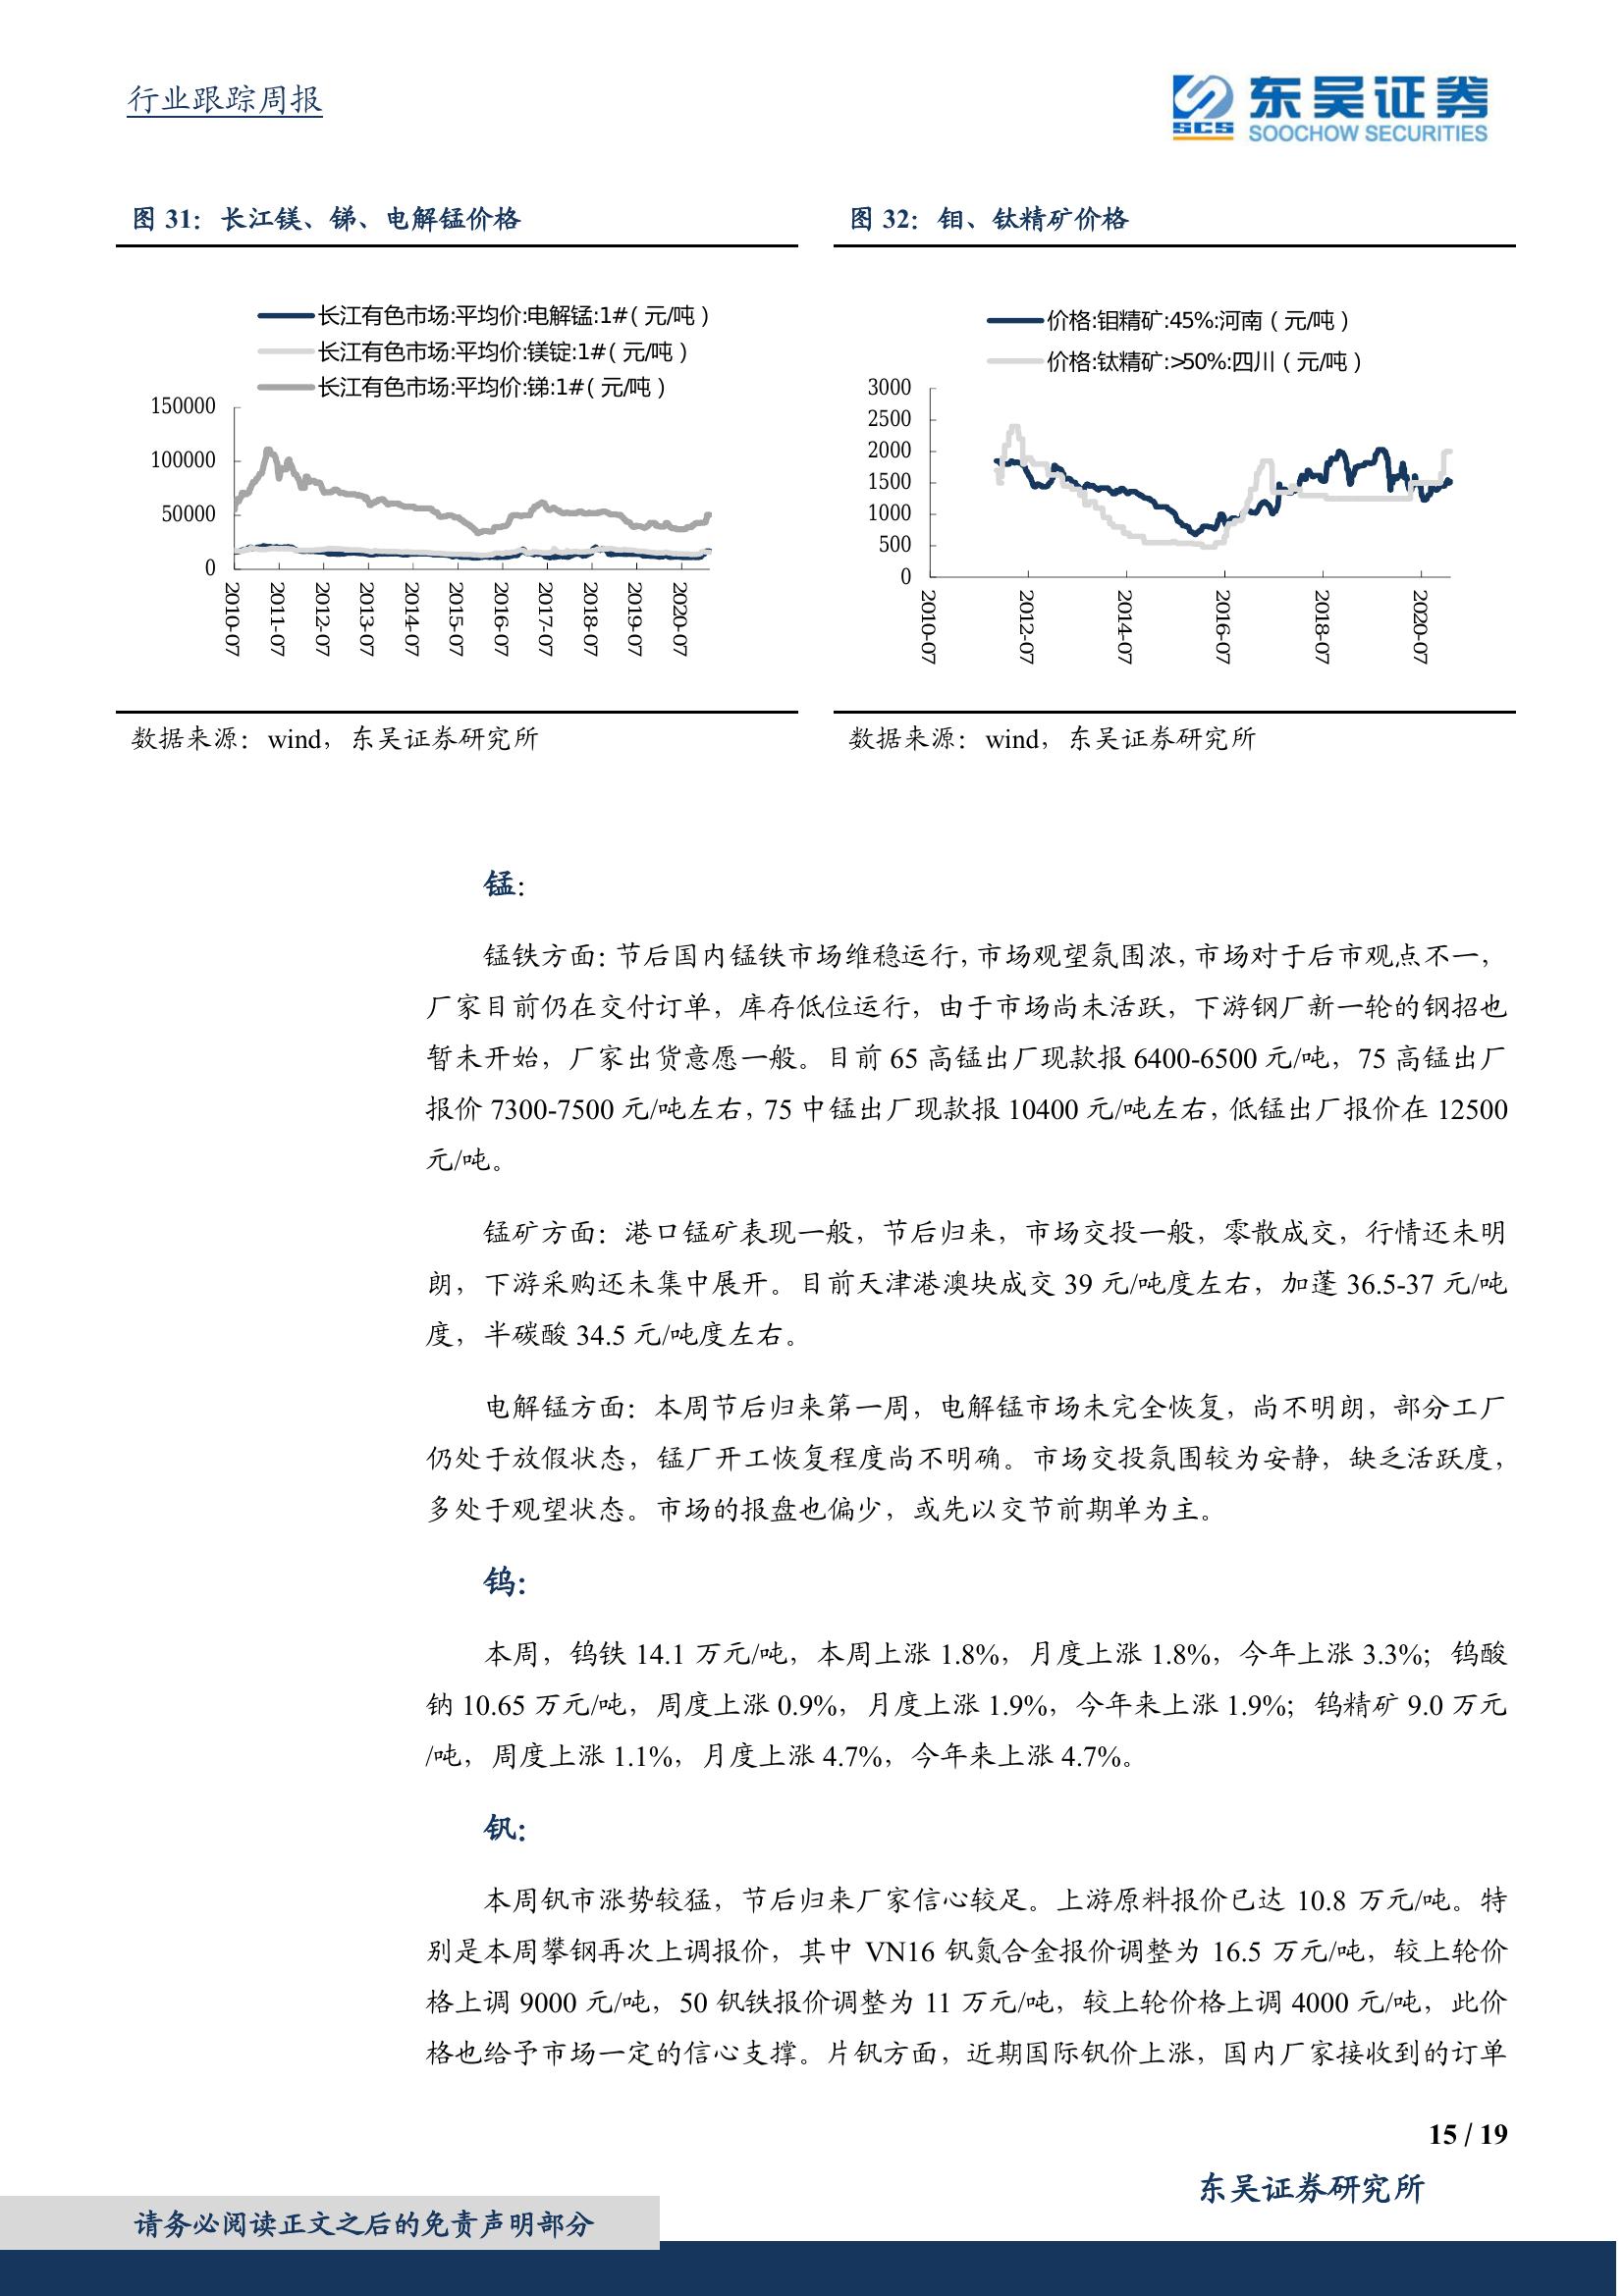 行业跟踪周报
SCS
东吴证券
SOOCHOW SECURITIES
图 31：长江镁、锑、电解锰价格
长江有色市场:平均价:电解锰:1#（元/吨）
长江有色市场:平均价:镁锭:1#（元/吨）
长江有色市场:平均价:锑:1#（元/吨）
150000
100000
50000
0
2010-07
2011-07
2012-07
2013-07
2014-07
2015-07
2016-07
2017-07
2018-07
2019-07
2020-07
数据来源：wind，东吴证券研究所
图 32：钼、钛精矿价格
价格:钼精矿:45%:河南（元/吨）
价格:钛精矿:>50%:四川（元/吨）
3000
2500
2000
1500
1000
500
0
2010-07
2012-07
2014-07
2016-07
2018-07
2020-07
数据来源：wind，东吴证券研究所
锰：
锰铁方面：节后国内锰铁市场维稳运行，市场观望氛围浓，市场对于后市观点不一，
厂家目前仍在交付订单，库存低位运行，由于市场尚未活跃，下游钢厂新一轮的钢招也
暂未开始，厂家出货意愿一般。目前 65 高锰出厂现款报 6400-6500 元/吨，75 高锰出厂
报价 7300-7500 元/吨左右，75 中锰出厂现款报 10400 元/吨左右，低锰出厂报价在 12500
元/吨。
锰矿方面：港口锰矿表现一般，节后归来，市场交投一般，零散成交，行情还未明
朗，下游采购还未集中展开。目前天津港澳块成交 39 元/吨度左右，加蓬 36.5-37 元/吨
度，半碳酸 34.5 元/吨度左右。
电解锰方面：本周节后归来第一周，电解锰市场未完全恢复，尚不明朗，部分工厂
仍处于放假状态，锰厂开工恢复程度尚不明确。市场交投氛围较为安静，缺乏活跃度，
多处于观望状态。市场的报盘也偏少，或先以交节前期单为主。
钨：
本周，钨铁 14.1 万元/吨，本周上涨 1.8%，月度上涨 1.8%，今年上涨 3.3%；钨酸
钠 10.65 万元/吨，周度上涨 0.9%，月度上涨 1.9%，今年来上涨 1.9%；钨精矿 9.0 万元
/吨，周度上涨 1.1%，月度上涨 4.7%，今年来上涨 4.7%。
钒：
本周钒市涨势较猛，节后归来厂家信心较足。上游原料报价已达 10.8 万元/吨。特
别是本周攀钢再次上调报价，其中 VN16 钒氮合金报价调整为 16.5 万元/吨，较上轮价
格上调 9000 元/吨，50 钒铁报价调整为 11 万元/吨，较上轮价格上调 4000 元/吨，此价
格也给予市场一定的信心支撑。片钒方面，近期国际钒价上涨，国内厂家接收到的订单
15 / 19
东吴证券研究所
请务必阅读正文之后的免责声明部分